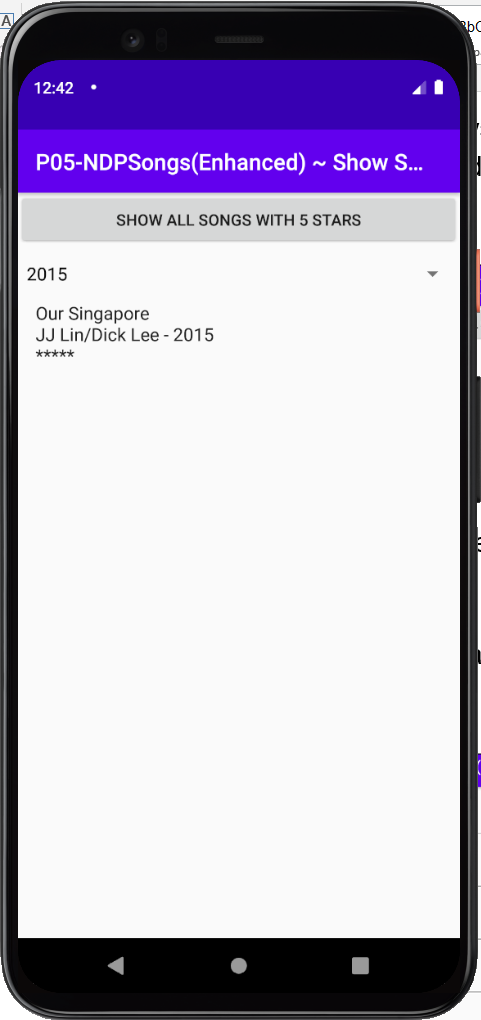 A
12:42
P05-NDPSongs(Enhanced) ~ Show S...
SHOW ALL SONGS WITH 5 STARS
2015
Our Singapore
JJ Lin/Dick Lee - 2015
*****